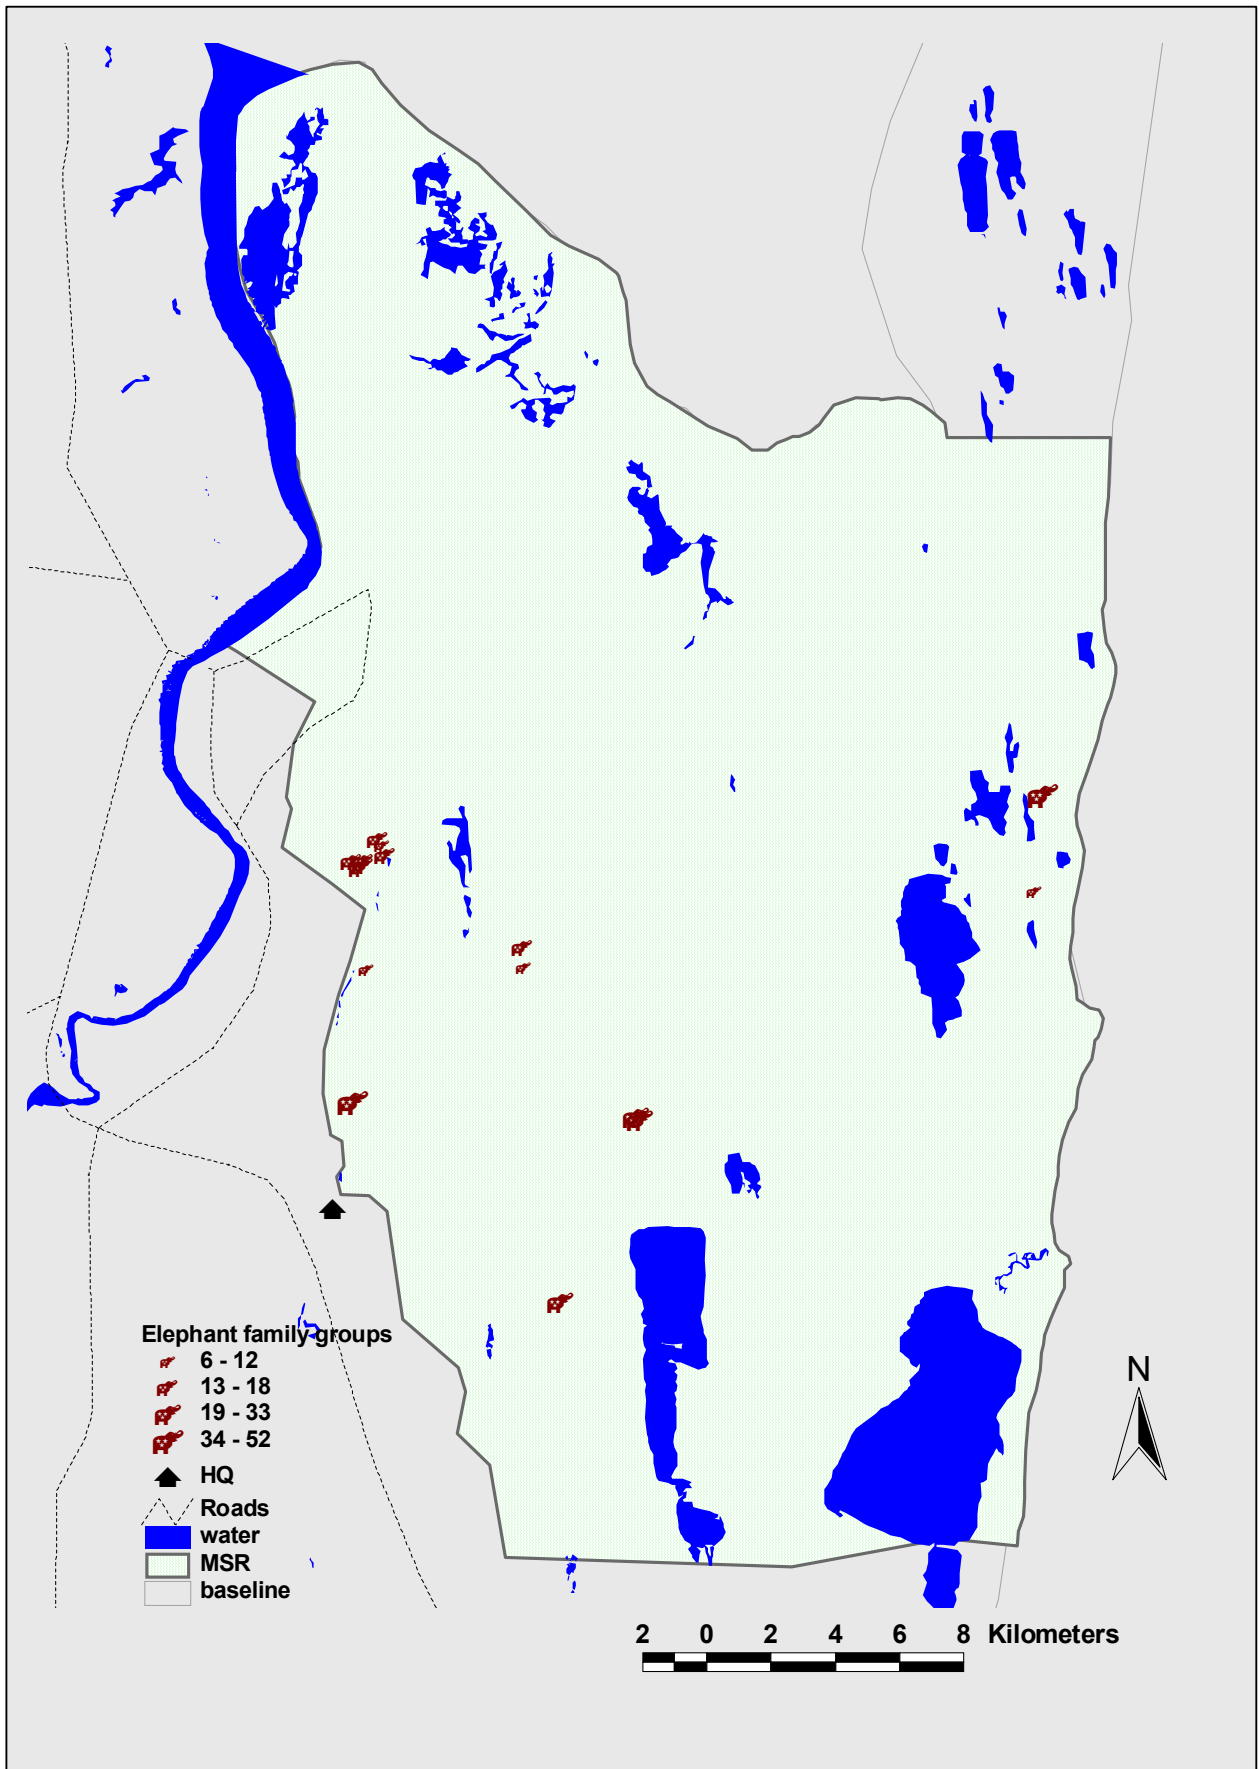 Elephant family groups
6 - 12
13 - 18
19 - 33
34 - 52
HQ
Roads
water
MSR
baseline
N
2 0 2 4 6 8 Kilometers